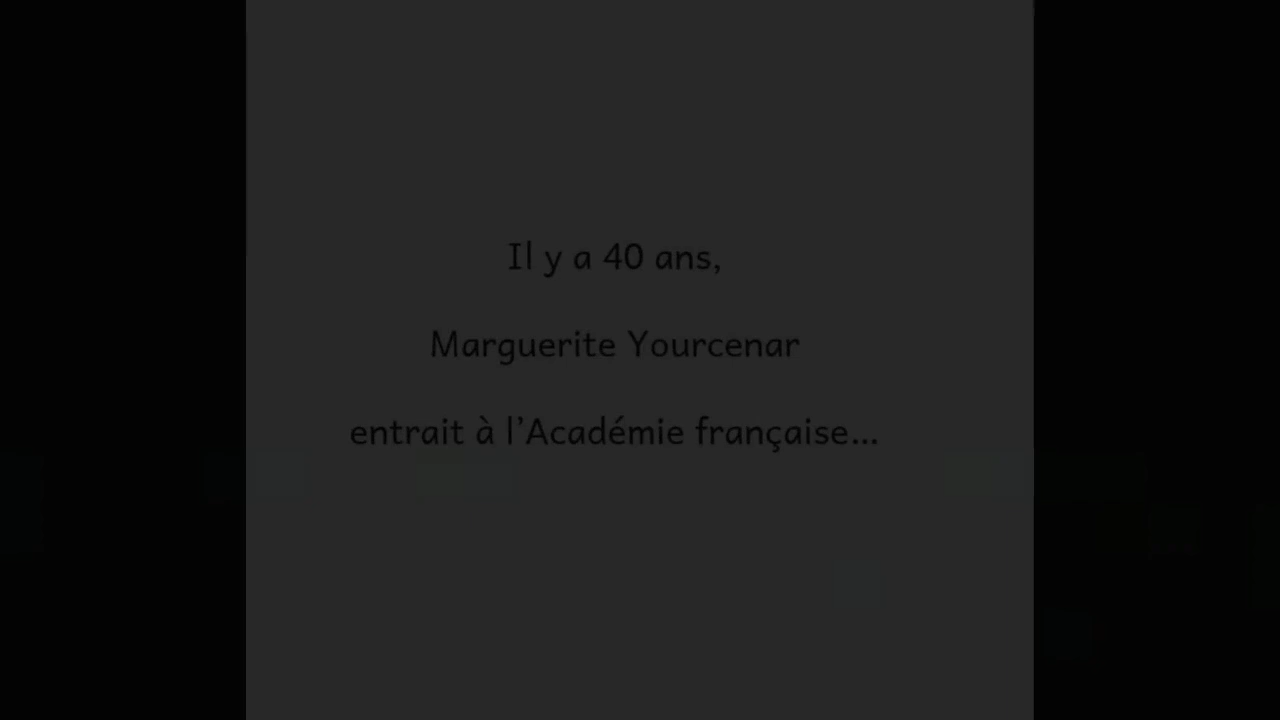 Il y a 40 ans,
Marguerite Yourcenar
entrait à l’Académie française...